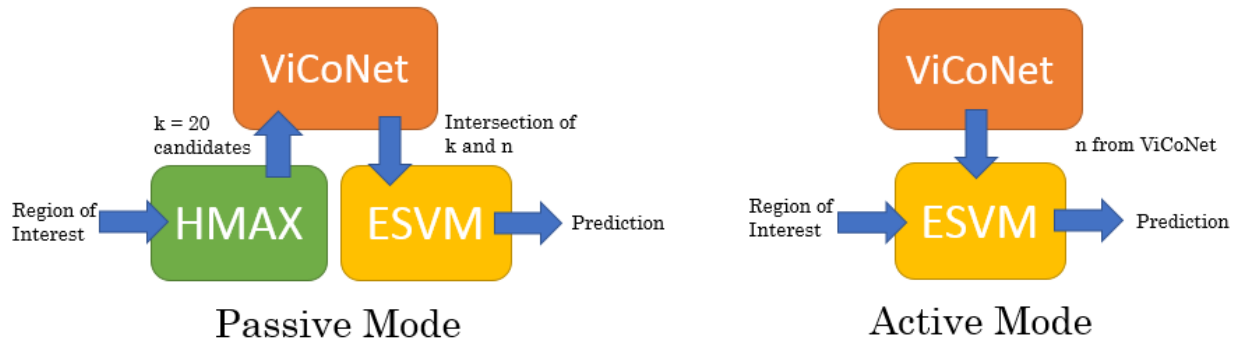 ViCoNet
k = 20
candidates
Intersection of
k and n
Region of
Interest
HMAX
ESVM
Prediction
Passive Mode
ViCoNet
n from ViCoNet
Region of
Interest
ESVM
Prediction
Active Mode